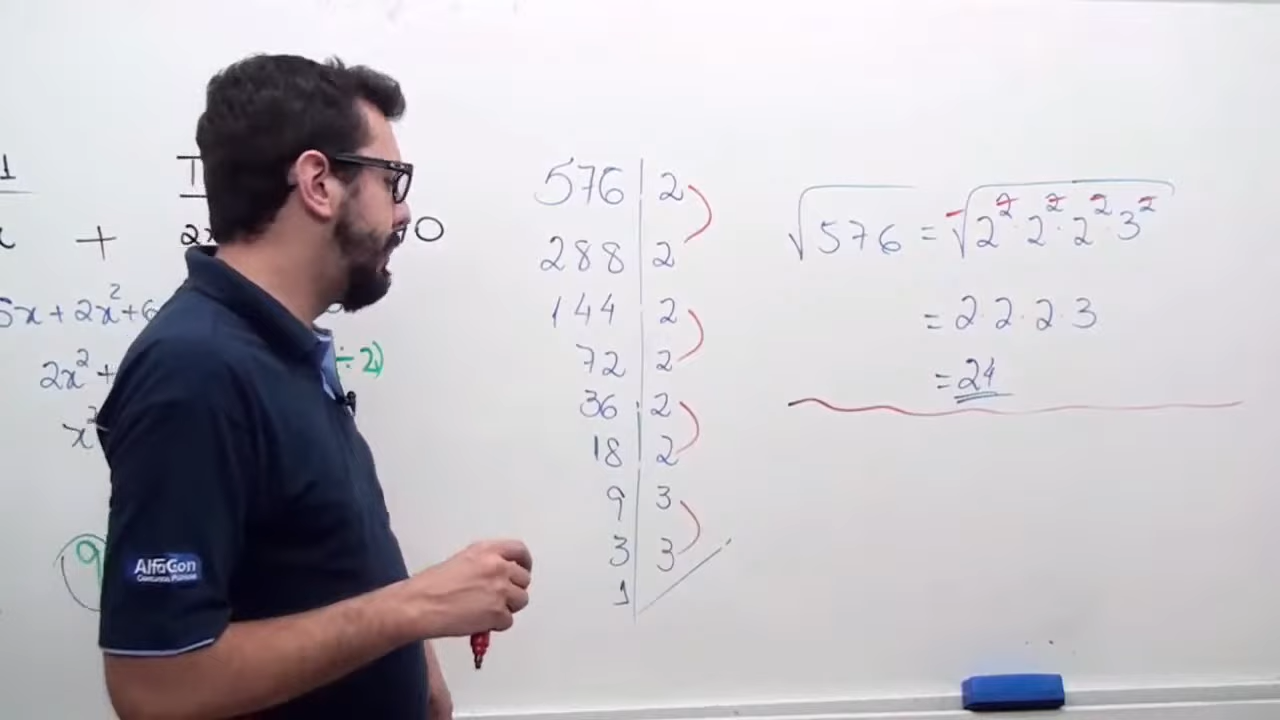 1
+ 0
5x+2x²+6
2x²+ ÷2)
x²
9
AlfaCon
Concursos Públicos
576 2
288 2
144 2
72 2
36 2
18 2
9 3
3 3
1
√576 = √2²·2²·2²·3²
= 2·2·2·3
= 24